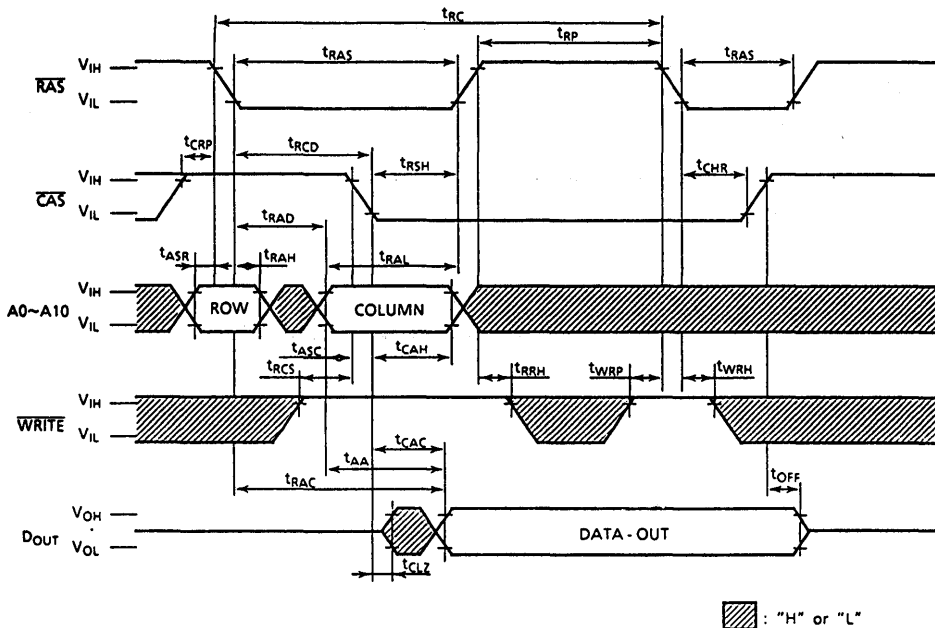 tRC
tRP
tRAS
tRAS
VIH
RAS
VIL
tCRP
tRCD
tRSH
tCHR
VIH
CAS
VIL
tRAD
tASR
tRAH
tRAL
VIH
A0~A10
ROW
COLUMN
VIL
tASC
tCAH
tRCS
tRRH
tWRP
tWRH
VIH
WRITE
VIL
tCAC
tAA
tRAC
tOFF
VOH
DOUT
DATA - OUT
VOL
tCLZ
: "H" or "L"